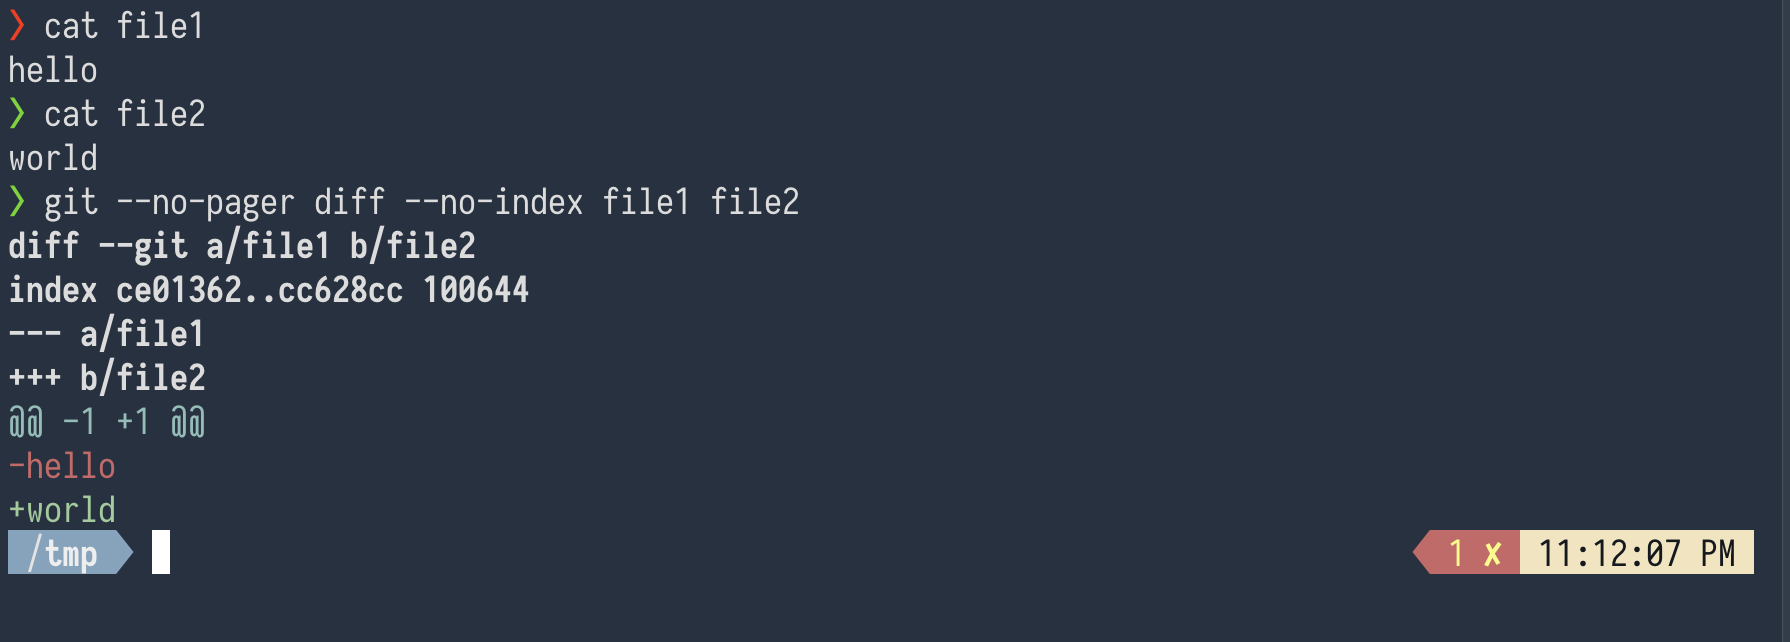 ❯ cat file1
hello
❯ cat file2
world
❯ git --no-pager diff --no-index file1 file2
diff --git a/file1 b/file2
index ce01362..cc628cc 100644
--- a/file1
+++ b/file2
@@ -1 +1 @@
-hello
+world
/tmp 1 ✘ 11:12:07 PM